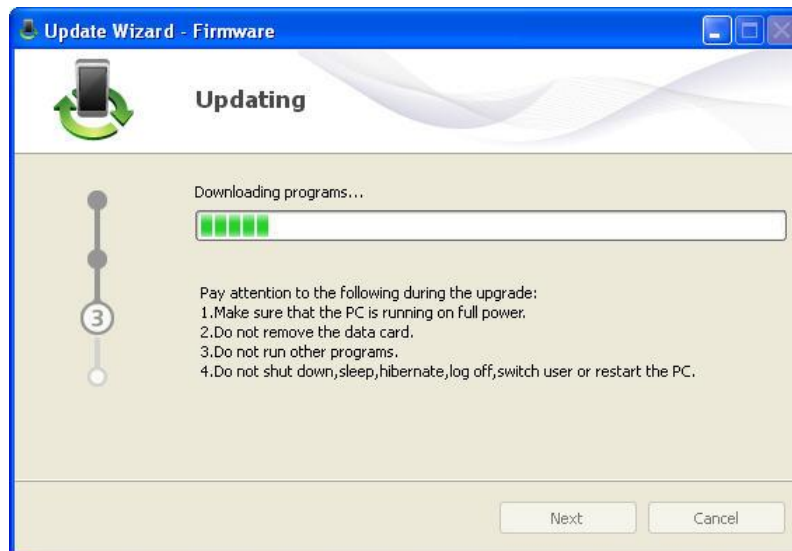 Update Wizard - Firmware
Updating
Downloading programs...
3
Pay attention to the following during the upgrade:
1.Make sure that the PC is running on full power.
2.Do not remove the data card.
3.Do not run other programs.
4.Do not shut down,sleep,hibernate,log off,switch user or restart the PC.
Next
Cancel